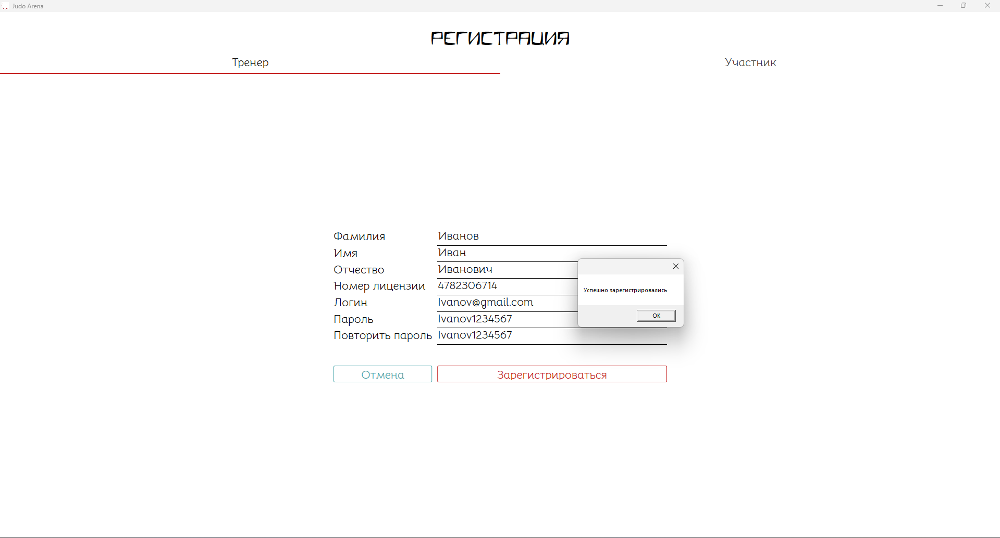 Judo Arena
РЕГИСТРАЦИЯ
Тренер
Участник
Фамилия Иванов
Имя Иван
Отчество Иванович
Номер лицензии 4782306714
Логин Ivanov@gmail.com
Пароль Ivanov1234567
Повторить пароль Ivanov1234567
Успешно зарегистрировались
OK
Отмена
Зарегистрироваться